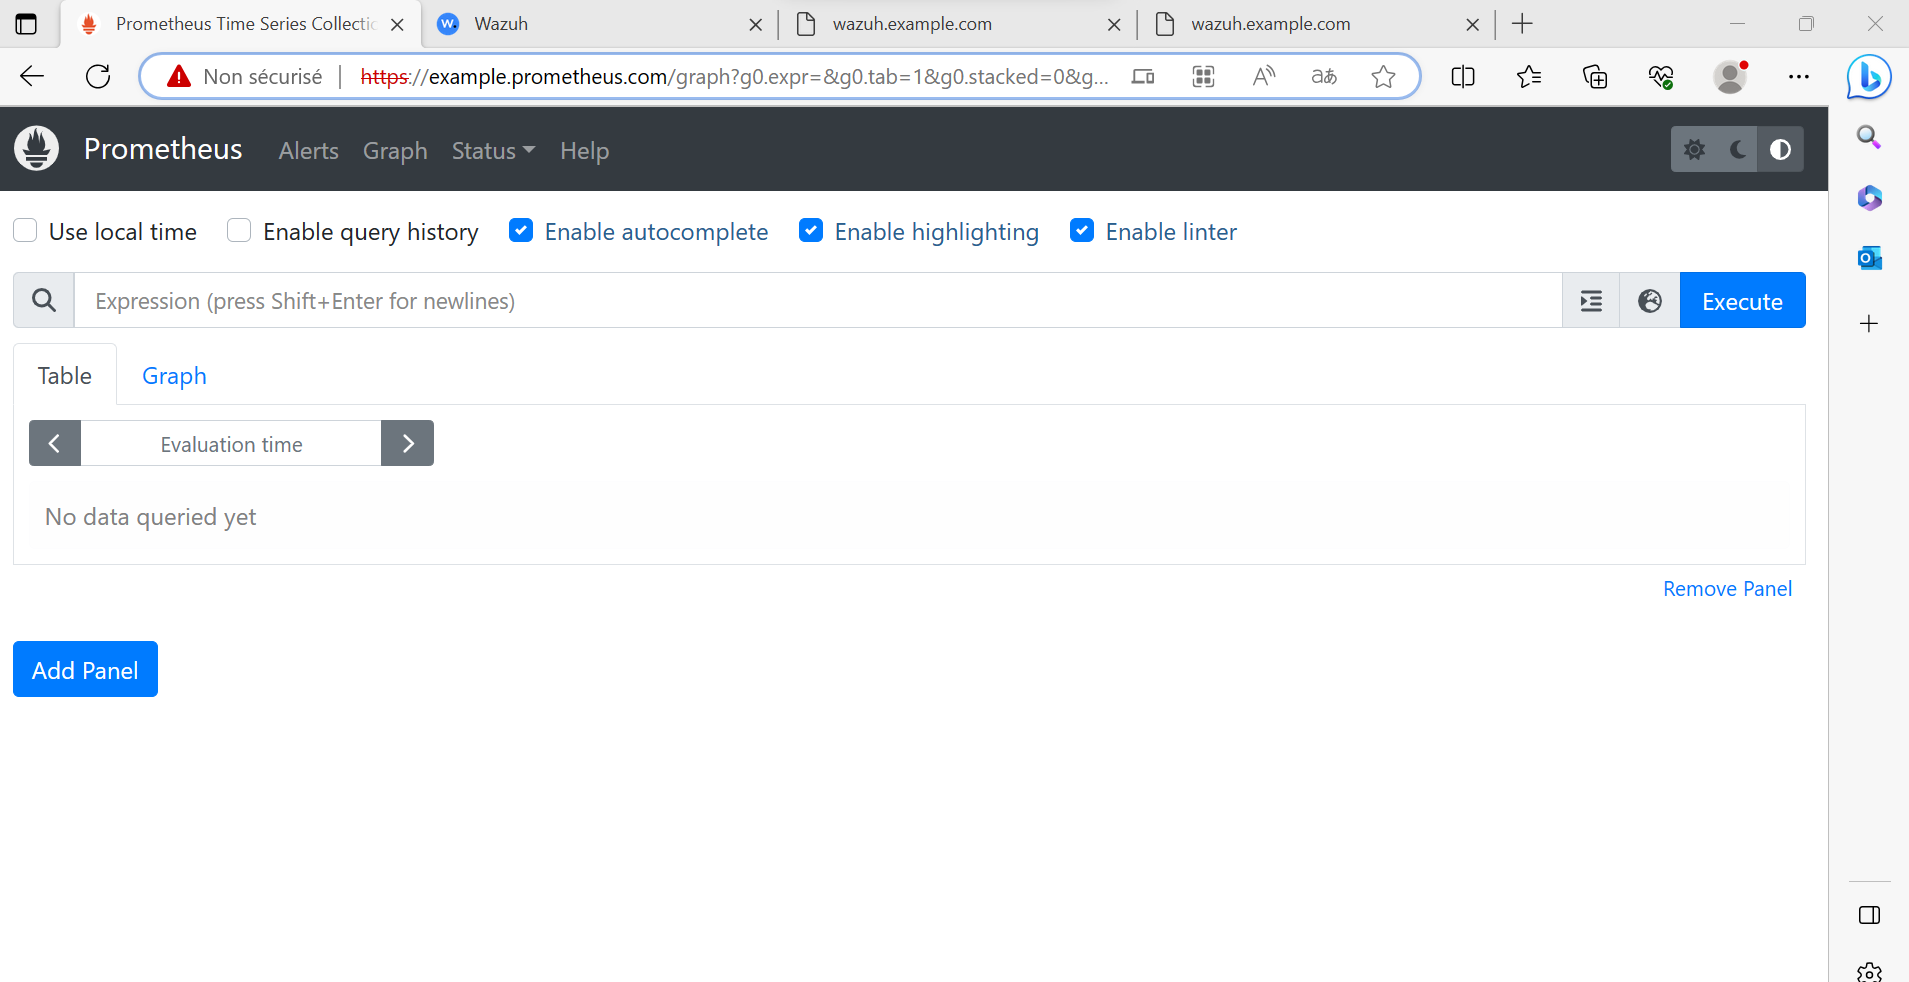 Prometheus Time Series Collectic
Wazuh
wazuh.example.com
wazuh.example.com
Non sécurisé
https://example.prometheus.com/graph?g0.expr=&g0.tab=1&g0.stacked=0&g...
Prometheus Alerts Graph Status Help
Use local time Enable query history Enable autocomplete Enable highlighting Enable linter
Expression (press Shift+Enter for newlines)
Execute
Table Graph
Evaluation time
No data queried yet
Remove Panel
Add Panel